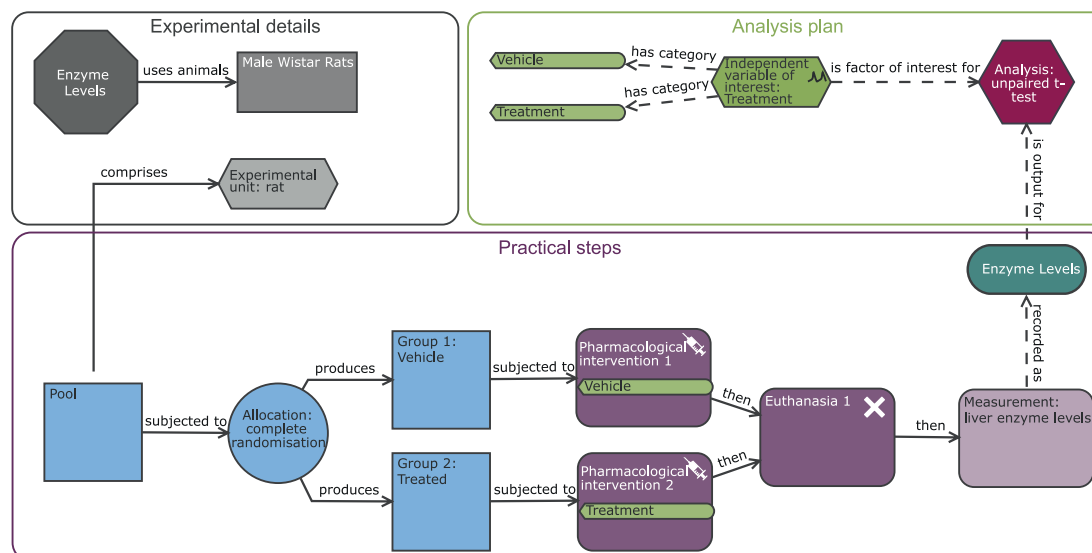 Experimental details
Enzyme
Levels
uses animals
Male Wistar Rats
comprises
Experimental
unit: rat
Analysis plan
Vehicle
has category
Treatment
has category
Independent
variable of
interest:
Treatment
is factor of interest for
Analysis:
unpaired t-
test
is output for
Practical steps
Enzyme Levels
recorded as
Pool
subjected to
Allocation:
complete
randomisation
produces
Group 1:
Vehicle
subjected to
Pharmacological
intervention 1
Vehicle
then
produces
Group 2:
Treated
subjected to
Pharmacological
intervention 2
Treatment
then
Euthanasia 1
then
Measurement:
liver enzyme levels